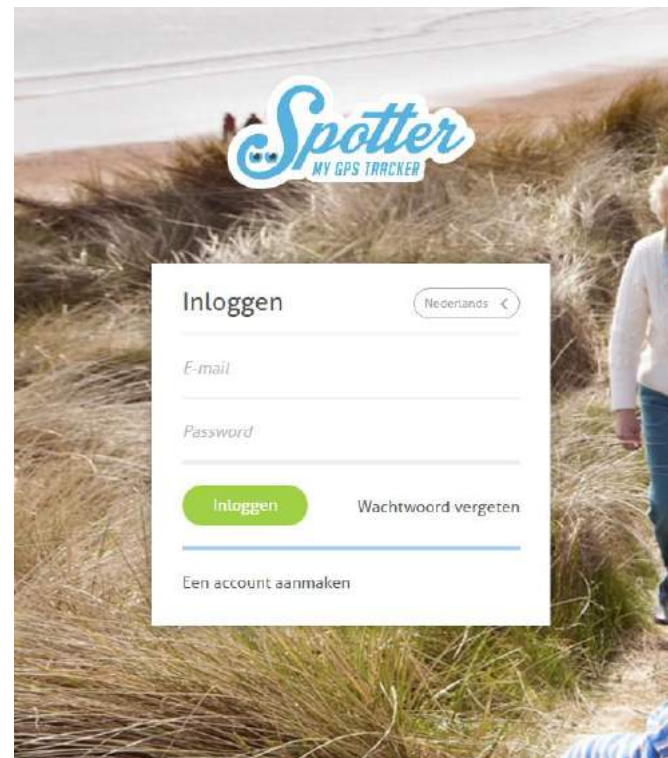 Spotter
MY GPS TRACKER
Inloggen
Nederlands
E-mail
Password
Inloggen
Wachtwoord vergeten
Een account aanmaken